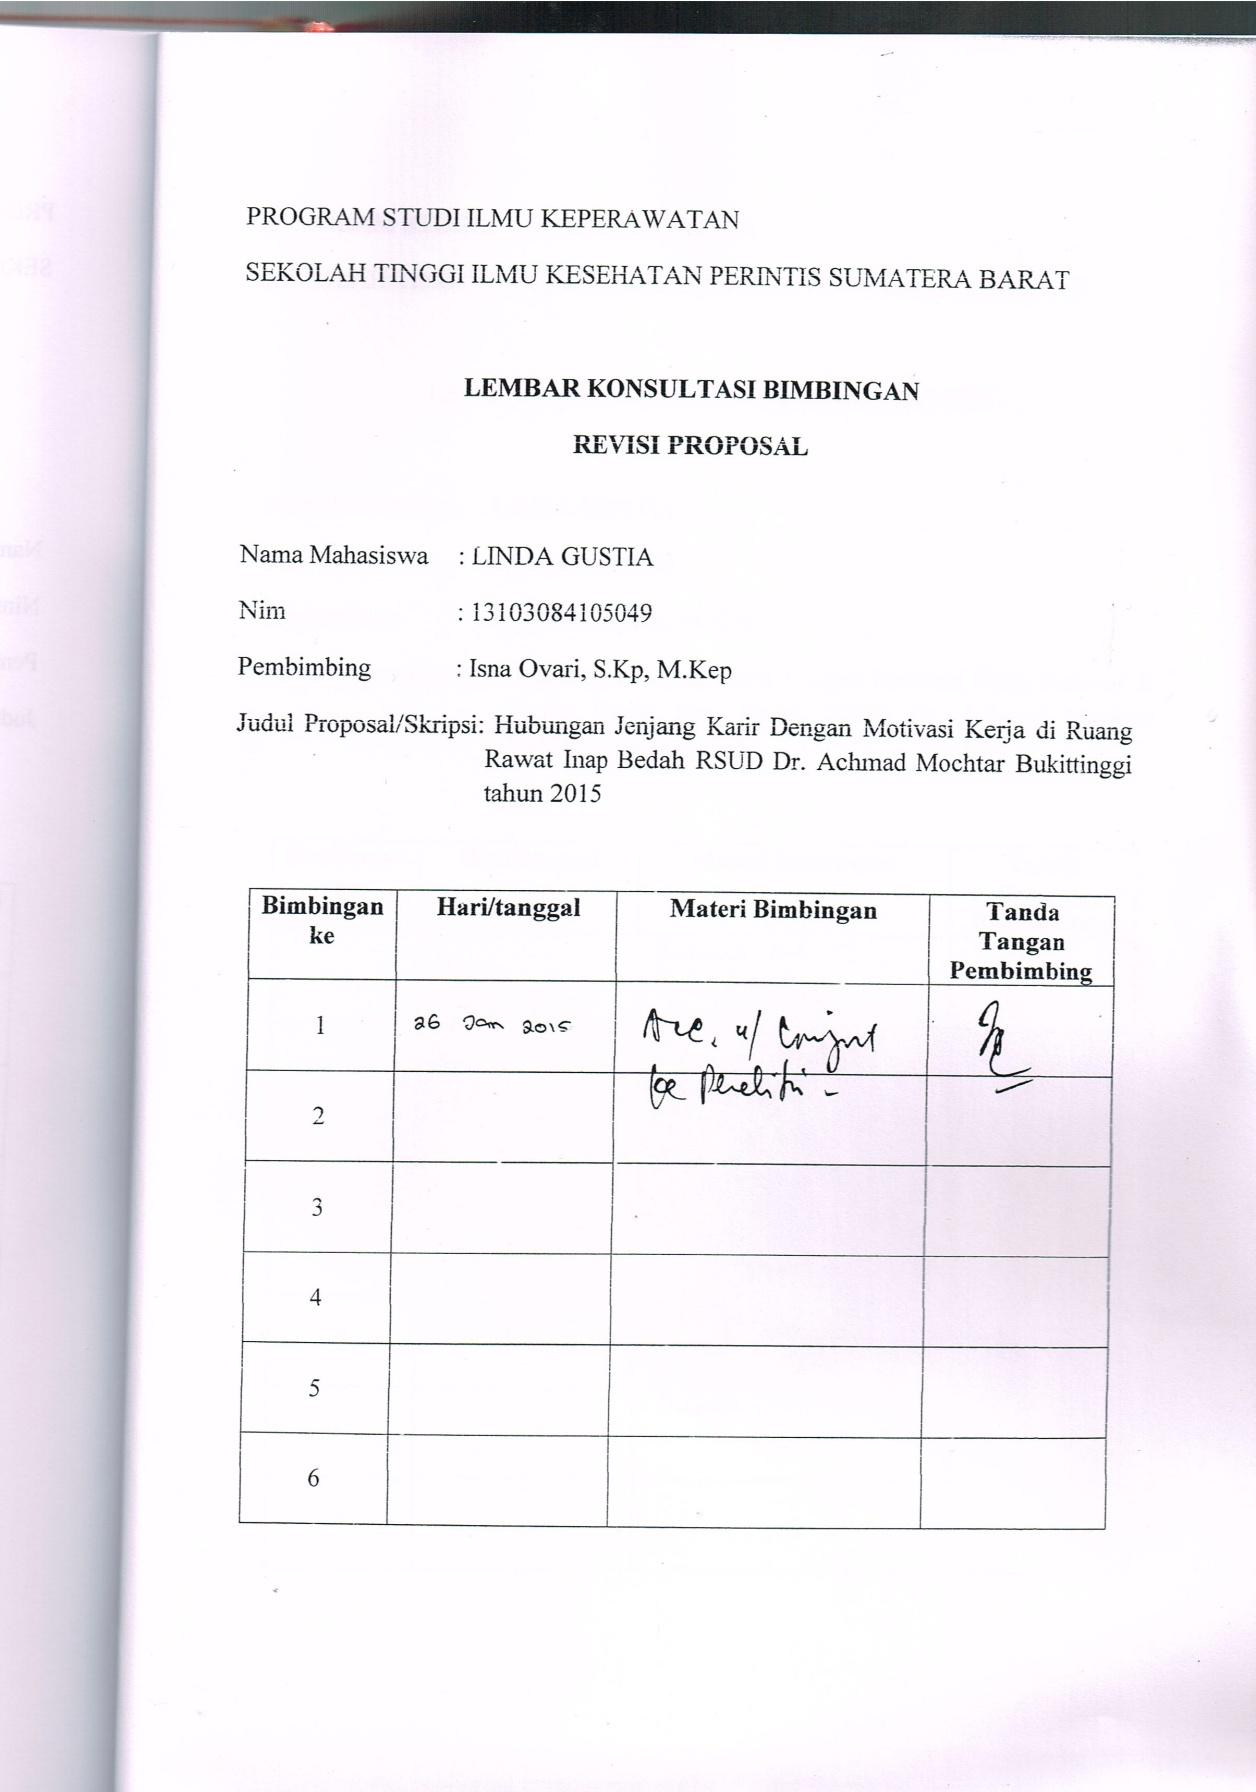 PROGRAM STUDI ILMU KEPERAWATAN
SEKOLAH TINGGI ILMU KESEHATAN PERINTIS SUMATERA BARAT
LEMBAR KONSULTASI BIMBINGAN
REVISI PROPOSAL
Nama Mahasiswa : LINDA GUSTIA
Nim : 13103084105049
Pembimbing : Isna Ovari, S.Kp, M.Kep
Judul Proposal/Skripsi: Hubungan Jenjang Karir Dengan Motivasi Kerja di Ruang
Rawat Inap Bedah RSUD Dr. Achmad Mochtar Bukittinggi
tahun 2015
Bimbingan ke Hari/tanggal Materi Bimbingan Tanda Tangan Pembimbing
1 26 Jan 2015 Acc. u/
ke
2
3
4
5
6